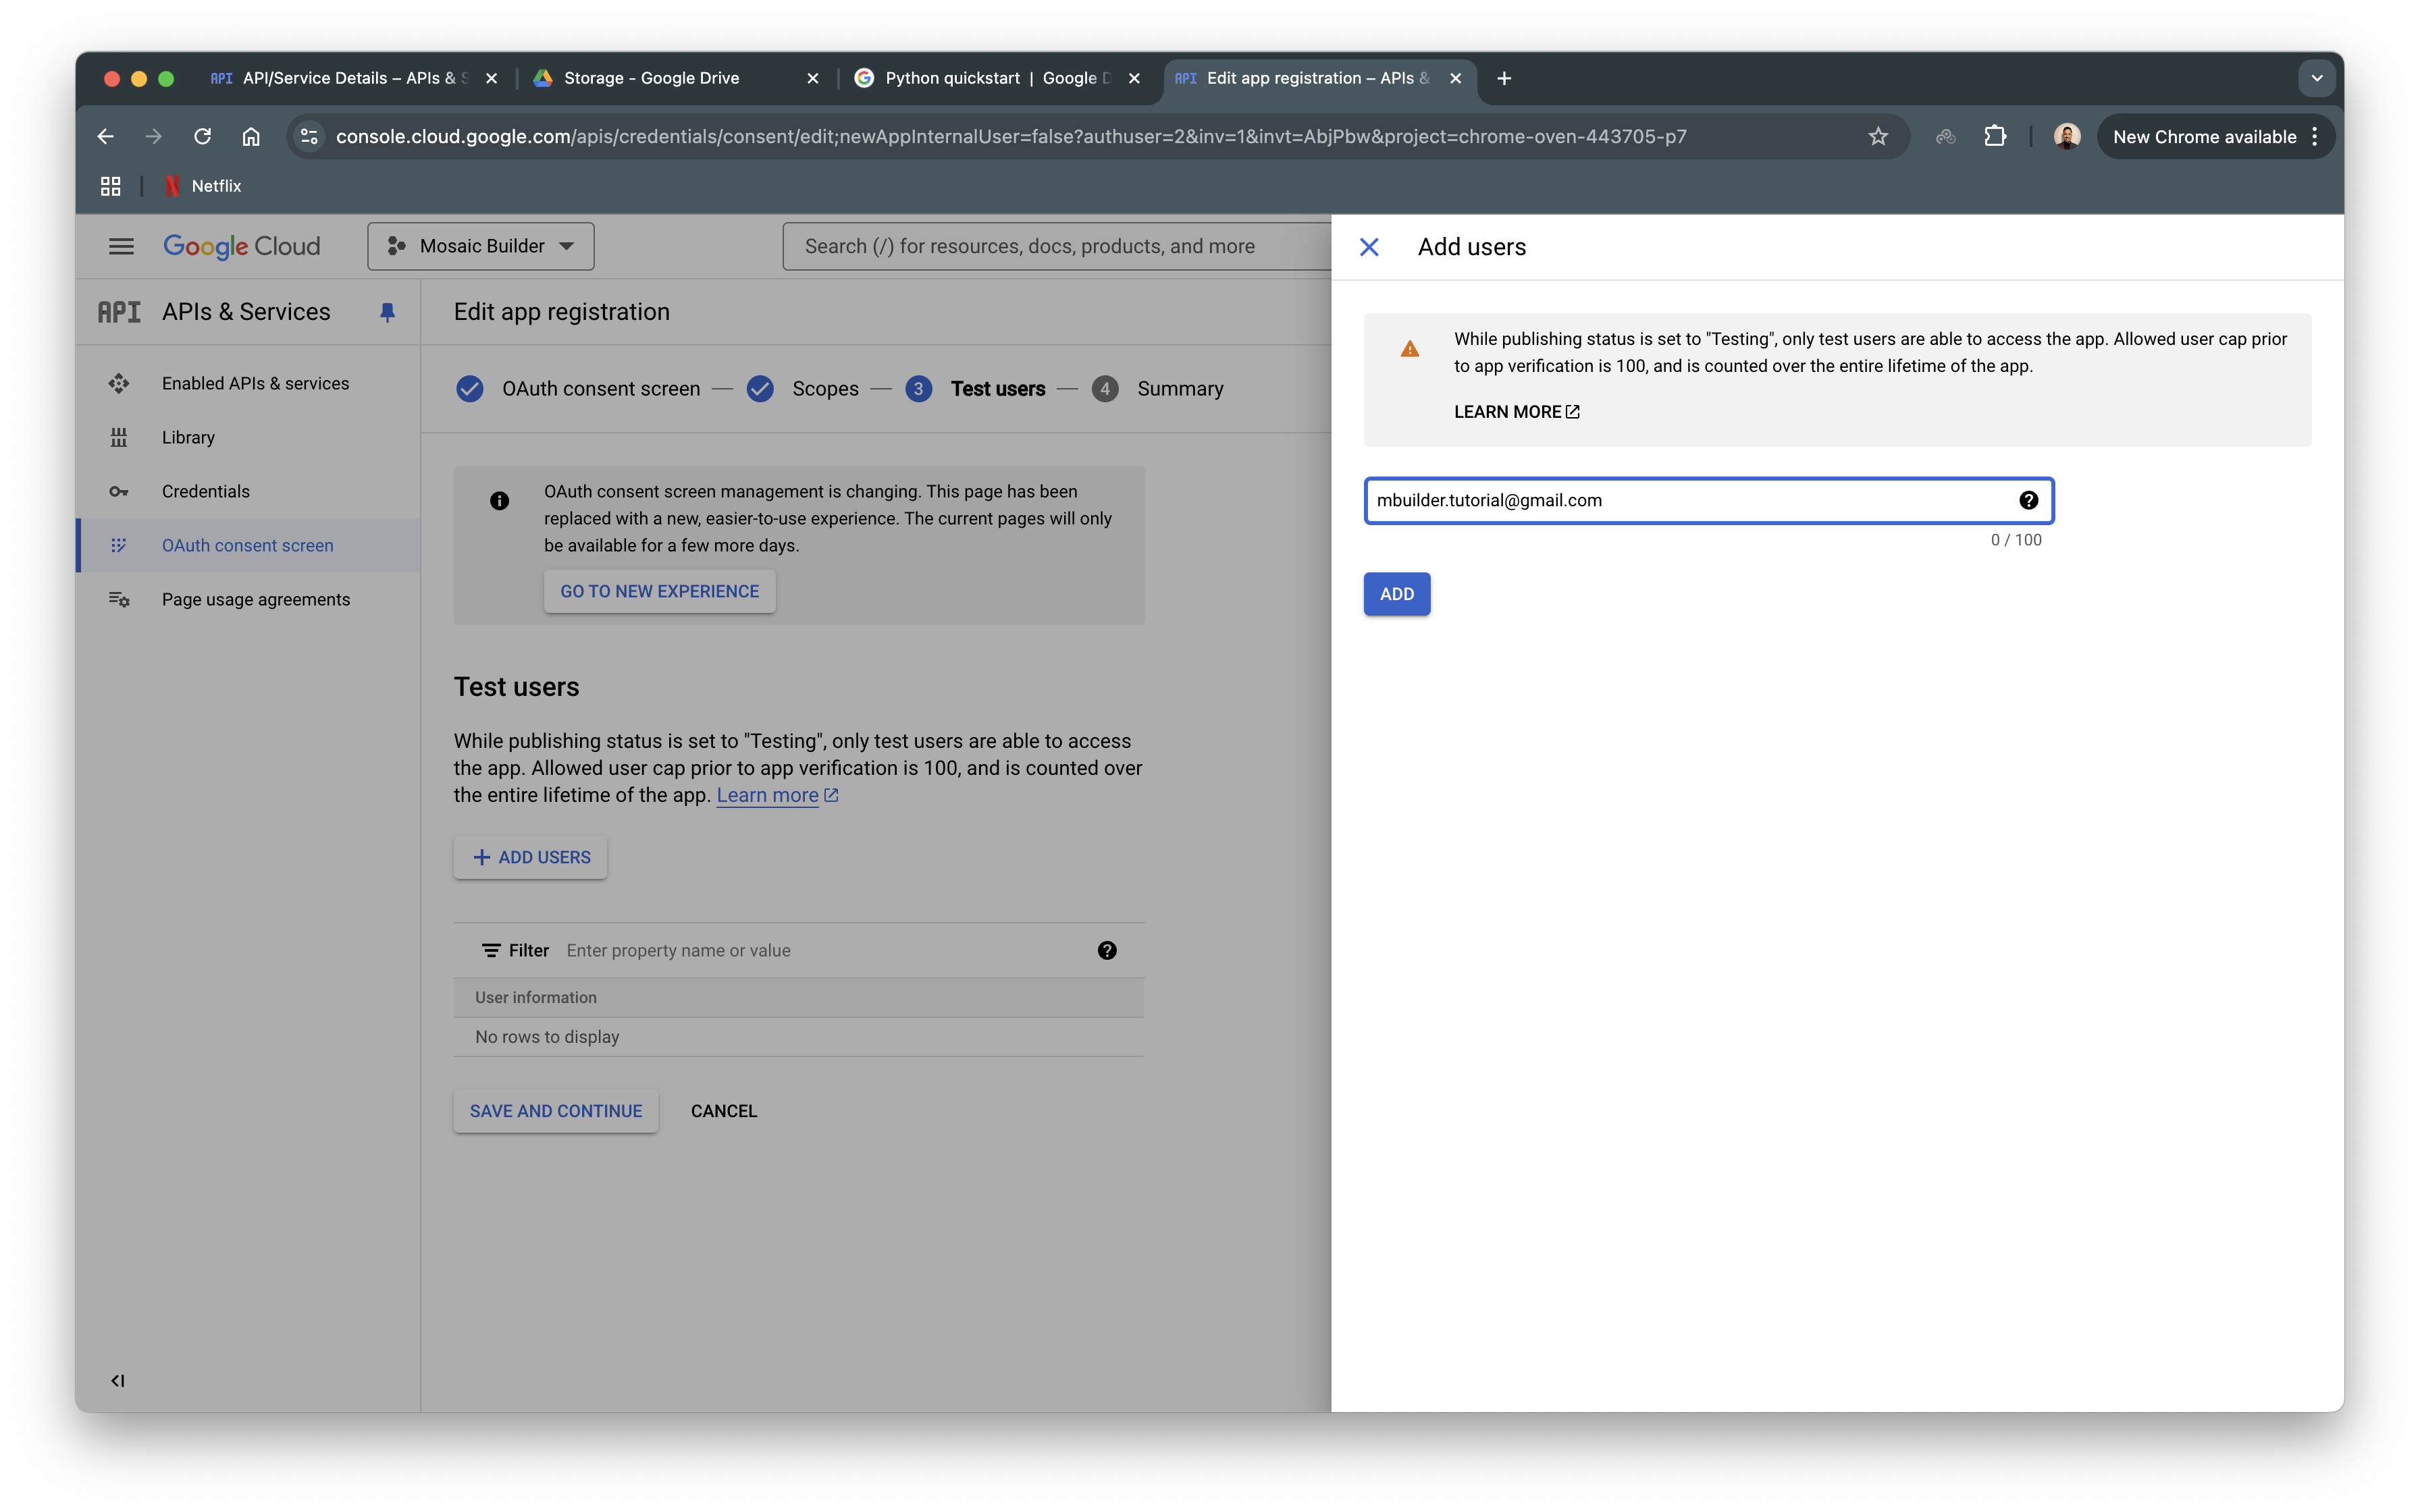 API API/Service Details – APIs & S
Storage - Google Drive
Python quickstart | Google D
API Edit app registration – APIs &
console.cloud.google.com/apis/credentials/consent/edit;newAppInternalUser=false?authuser=2&inv=1&invt=AbjPbw&project=chrome-oven-443705-p7
New Chrome available
Netflix
Google Cloud
Mosaic Builder
Search (/) for resources, docs, products, and more
API APIs & Services
Enabled APIs & services
Library
Credentials
OAuth consent screen
Page usage agreements
Edit app registration
OAuth consent screen
Scopes
3 Test users
4 Summary
OAuth consent screen management is changing. This page has been
replaced with a new, easier-to-use experience. The current pages will only
be available for a few more days.
GO TO NEW EXPERIENCE
Test users
While publishing status is set to "Testing", only test users are able to access
the app. Allowed user cap prior to app verification is 100, and is counted over
the entire lifetime of the app. Learn more
+ ADD USERS
Filter Enter property name or value
User information
No rows to display
SAVE AND CONTINUE
CANCEL
Add users
While publishing status is set to "Testing", only test users are able to access the app. Allowed user cap prior
to app verification is 100, and is counted over the entire lifetime of the app.
LEARN MORE
mbuilder.tutorial@gmail.com
0 / 100
ADD